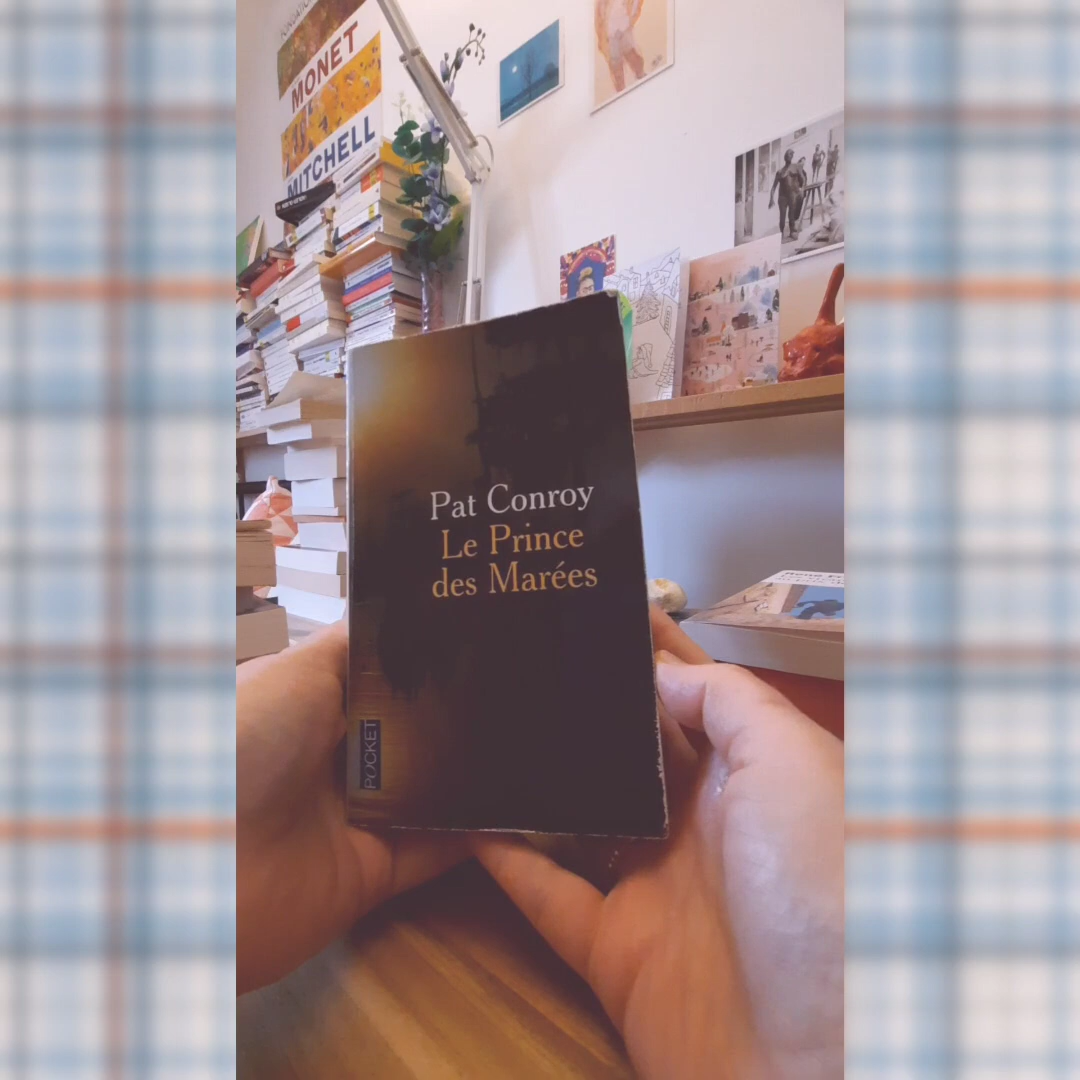 MONET
MITCHELL
Pat Conroy
Le Prince
des Marées
POCKET